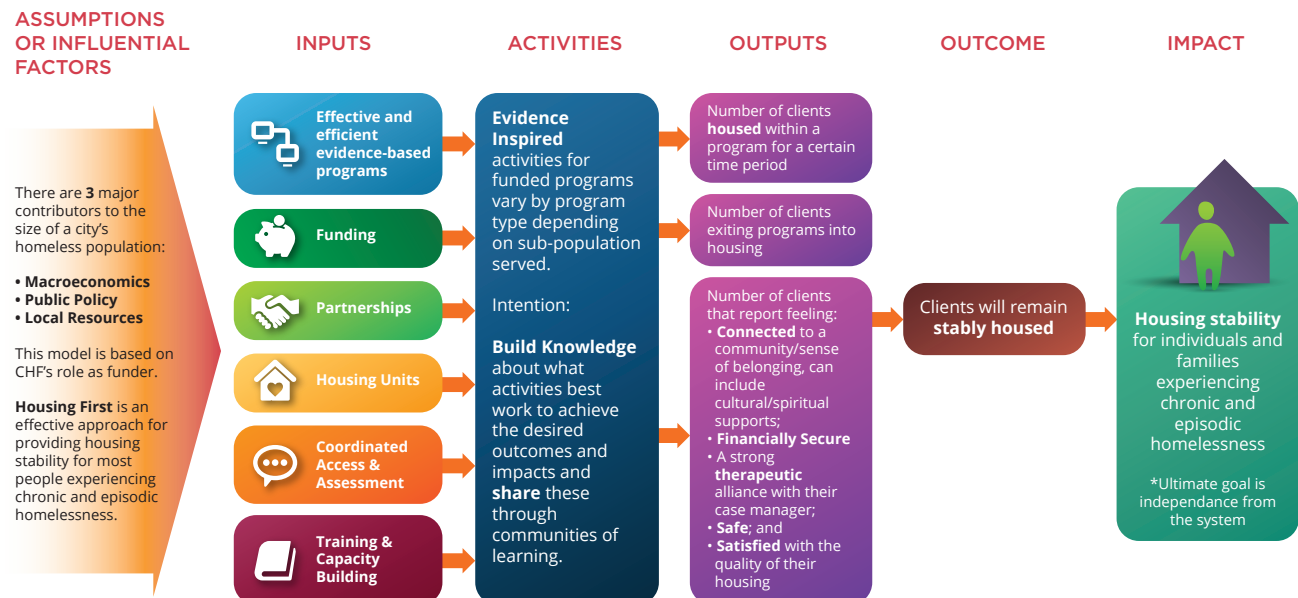 ASSUMPTIONS
OR INFLUENTIAL
FACTORS
There are 3 major
contributors to the
size of a city's
homeless population:
• Macroeconomics
• Public Policy
• Local Resources
This model is based on
CHF's role as funder.
Housing First is an
effective approach for
providing housing
stability for most
people experiencing
chronic and episodic
homelessness.
INPUTS
Effective and
efficient
evidence-based
programs
Funding
Partnerships
Housing Units
Coordinated
Access &
Assessment
Training &
Capacity
Building
ACTIVITIES
Evidence
Inspired
activities for
funded programs
vary by program
type depending
on sub-population
served.
Intention:
Build Knowledge
about what
activities best
work to achieve
the desired
outcomes and
impacts and
share these
through
communities of
learning.
OUTPUTS
Number of clients
housed within a
program for a certain
time period
Number of clients
exiting programs into
housing
Number of clients
that report feeling:
• Connected to a
community/sense
of belonging, can
include
cultural/spiritual
supports;
• Financially Secure
• A strong
therapeutic
alliance with their
case manager;
• Safe; and
• Satisfied with the
quality of their
housing
OUTCOME
Clients will remain
stably housed
IMPACT
Housing stability
for individuals and
families
experiencing
chronic and
episodic
homelessness
*Ultimate goal is
independance from
the system